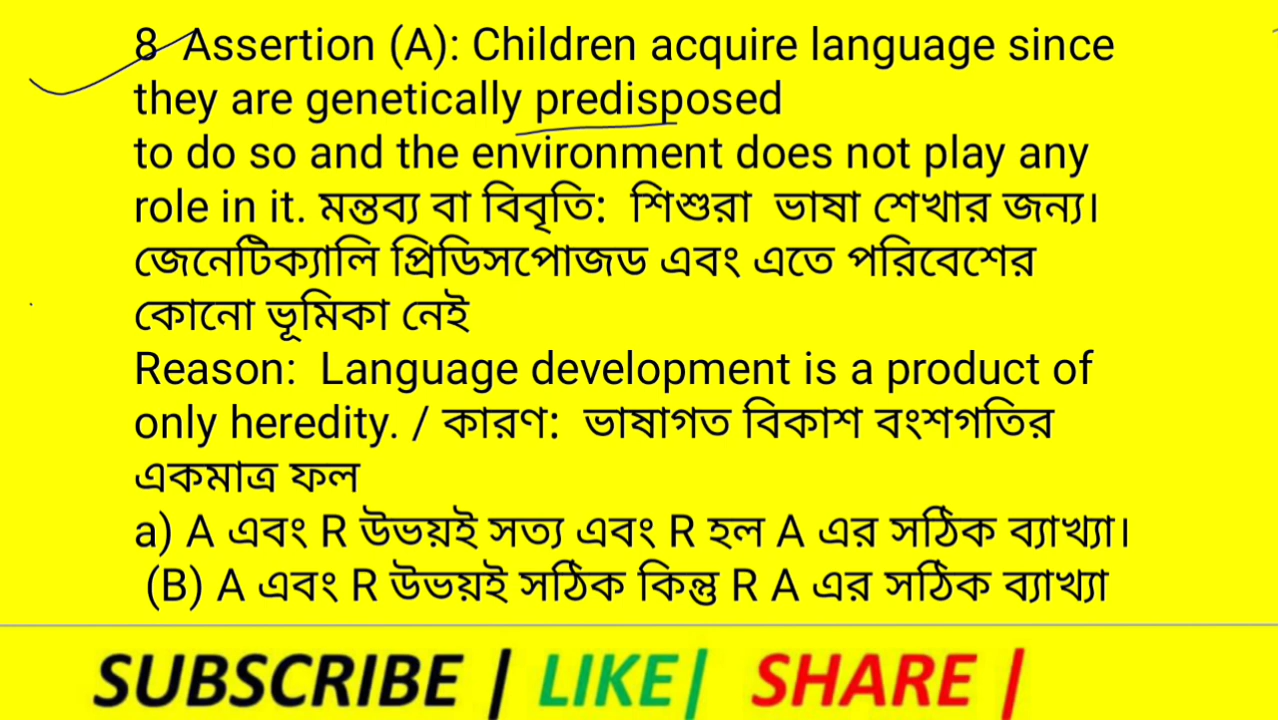 8 Assertion (A): Children acquire language since
they are genetically predisposed
to do so and the environment does not play any
role in it. মন্তব্য বা বিবৃতি: শিশুরা ভাষা শেখার জন্য।
জেনেটিক্যালি প্রিডিসপোজড এবং এতে পরিবেশের
কোনো ভূমিকা নেই
Reason: Language development is a product of
only heredity. / কারণ: ভাষাগত বিকাশ বংশগতির
একমাত্র ফল
a) A এবং R উভয়ই সত্য এবং R হল A এর সঠিক ব্যাখ্যা।
(B) A এবং R উভয়ই সঠিক কিন্তু R A এর সঠিক ব্যাখ্যা
SUBSCRIBE | LIKE| SHARE |